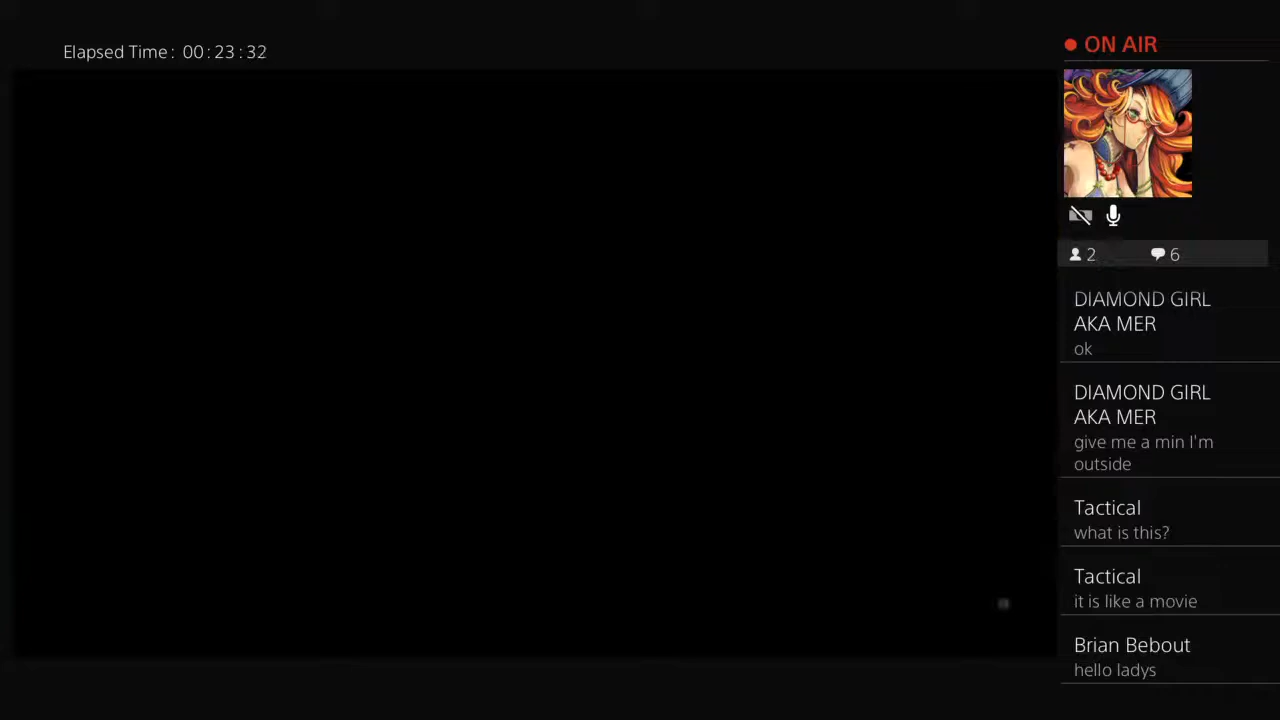 Elapsed Time: 00:23:32
ON AIR
2 6
DIAMOND GIRL
AKA MER
ok
DIAMOND GIRL
AKA MER
give me a min I'm
outside
Tactical
what is this?
Tactical
it is like a movie
Brian Bebout
hello ladys